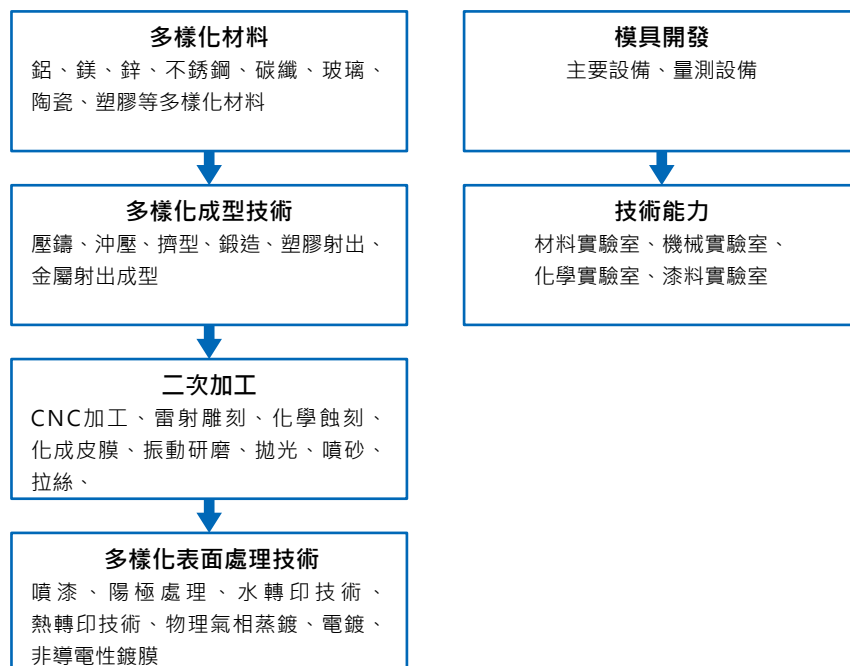 多樣化材料
鋁、鎂、鋅、不銹鋼、碳纖、玻璃、
陶瓷、塑膠等多樣化材料
多樣化成型技術
壓鑄、沖壓、擠型、鍛造、塑膠射出、
金屬射出成型
二次加工
CNC加工、雷射雕刻、化學蝕刻、
化成皮膜、振動研磨、拋光、噴砂、
拉絲、
多樣化表面處理技術
噴漆、陽極處理、水轉印技術、
熱轉印技術、物理氣相蒸鍍、電鍍、
非導電性鍍膜
模具開發
主要設備、量測設備
技術能力
材料實驗室、機械實驗室、
化學實驗室、漆料實驗室